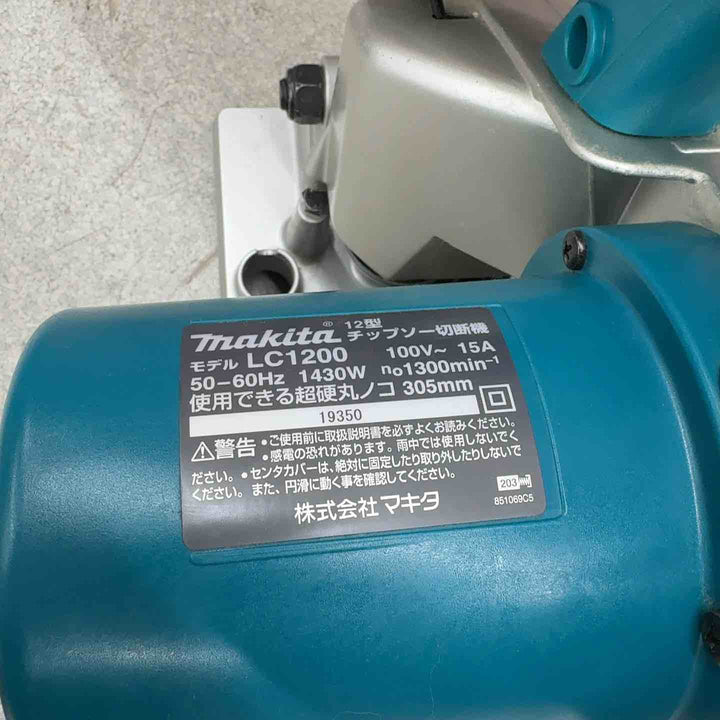 makita® 12型 チップソー切断機
モデル LC1200 100V~ 15A
50-60Hz 1430W no1300min-1
使用できる超硬丸ノコ 305mm
19350
⚠警告 •ご使用前に取扱説明書を必ずよくお読みください。
•感電の恐れがあります。雨中では使用しないでく
ださい。•センタカバーは、絶対に固定したり取り外したりしないで
ください。また、円滑に動く事を確認してください。
203
株式会社 マキタ
851069C5